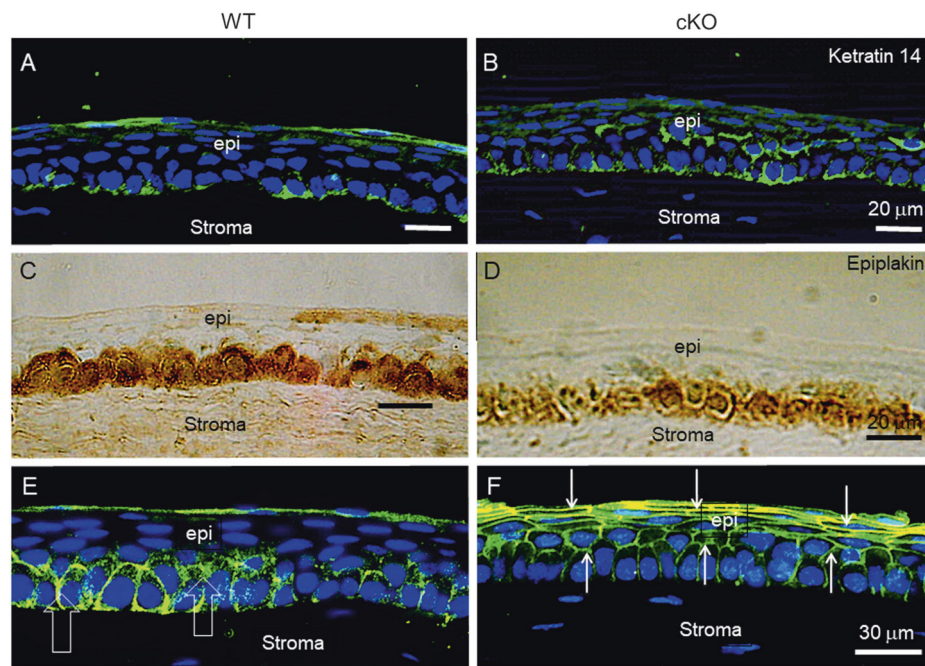 WT cKO
A B Ketratin 14
epi epi
Stroma Stroma 20 μm
C D Epiplakin
epi epi
Stroma Stroma 20 μm
E F
epi epi
Stroma Stroma 30 μm